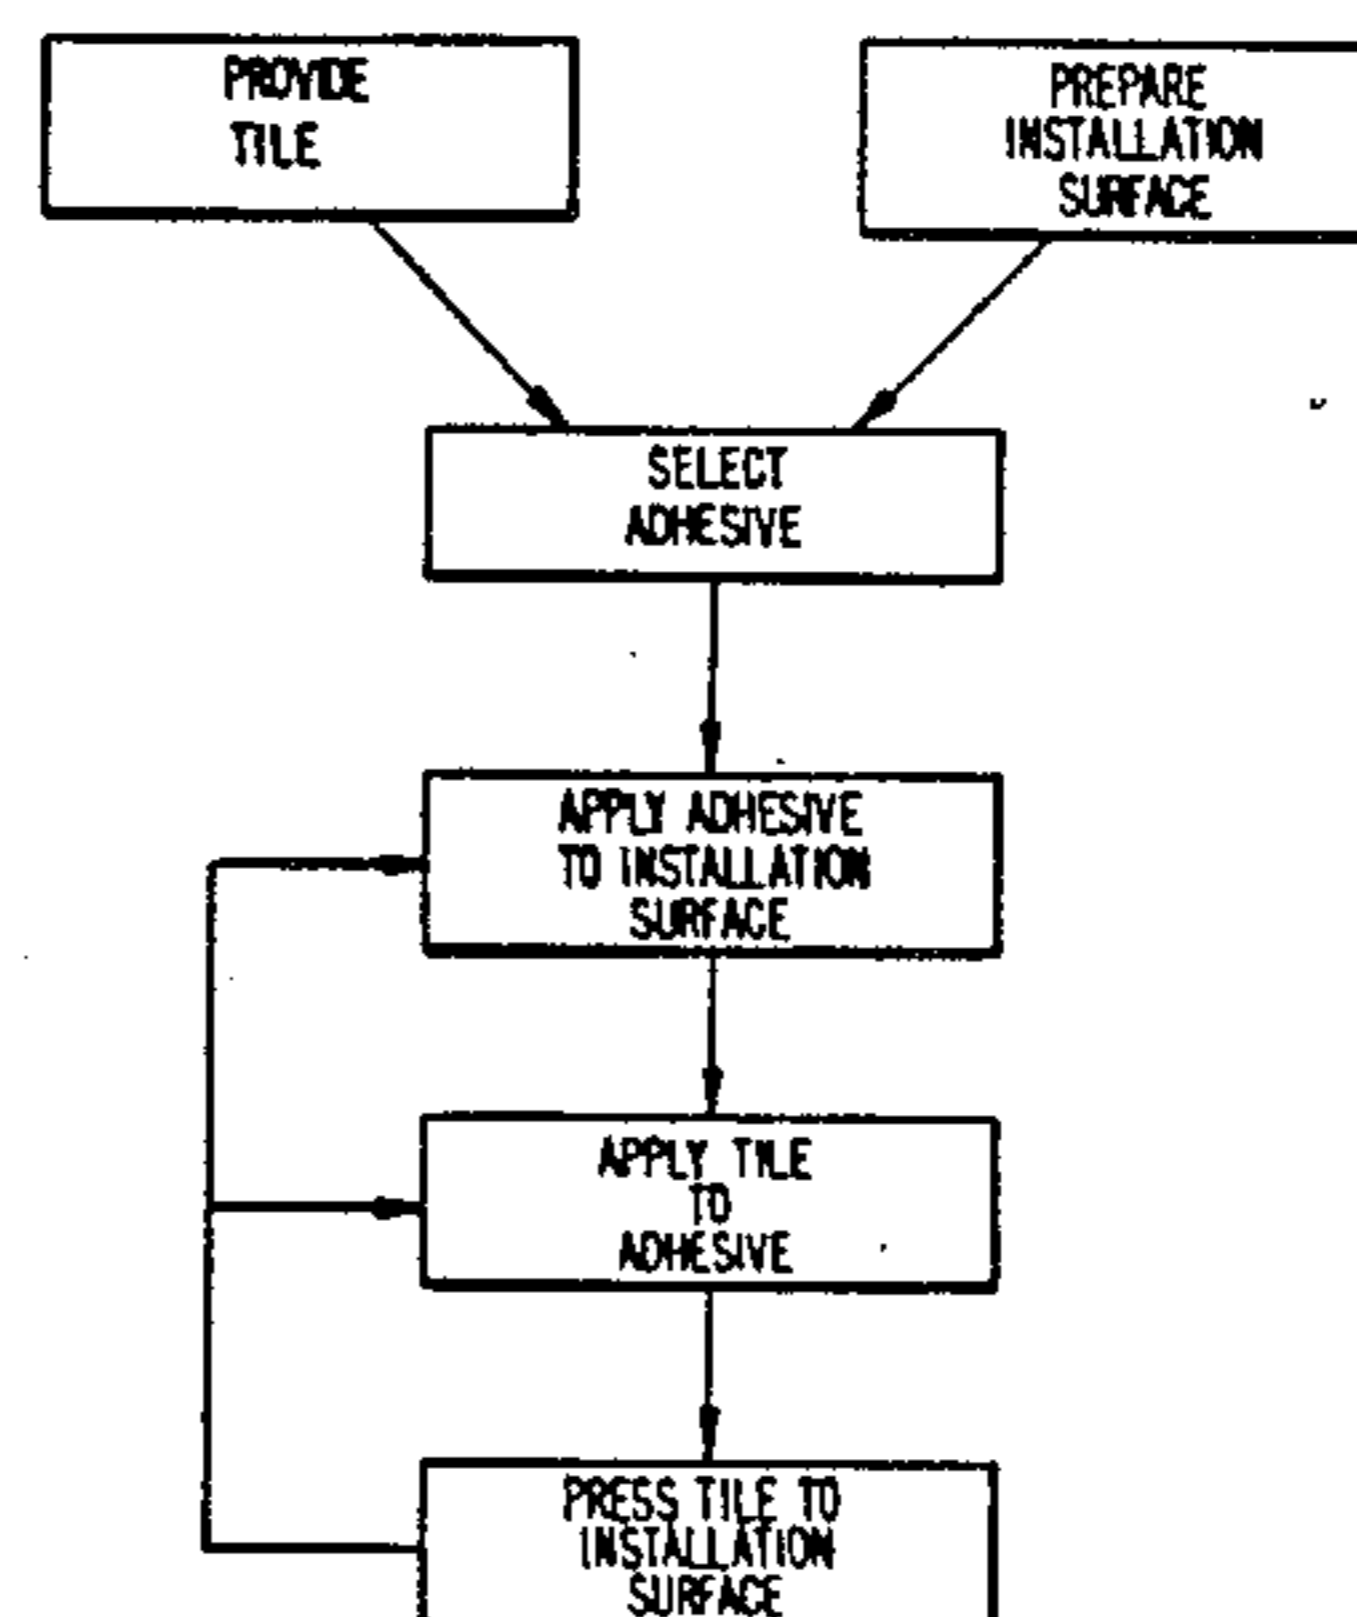 PROVIDE
TILE
PREPARE
INSTALLATION
SURFACE
SELECT
ADHESIVE
APPLY ADHESIVE
TO INSTALLATION
SURFACE
APPLY TILE
TO
ADHESIVE
PRESS TILE TO
INSTALLATION
SURFACE